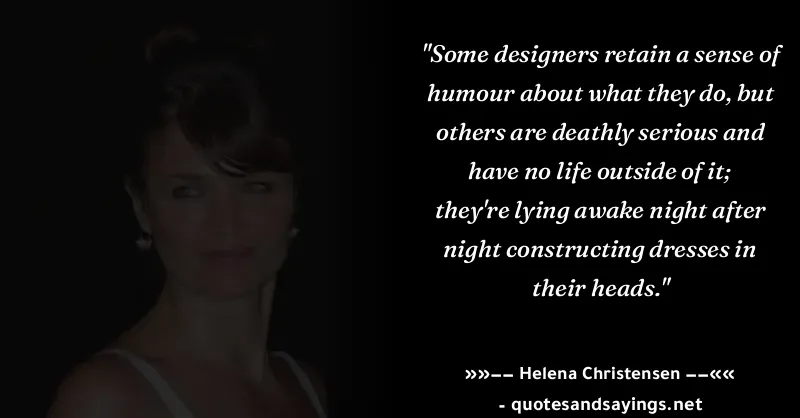 "Some designers retain a sense of
humour about what they do, but
others are deathly serious and
have no life outside of it;
they're lying awake night after
night constructing dresses in
their heads."
»»–– Helena Christensen ––««
- quotesandsayings.net